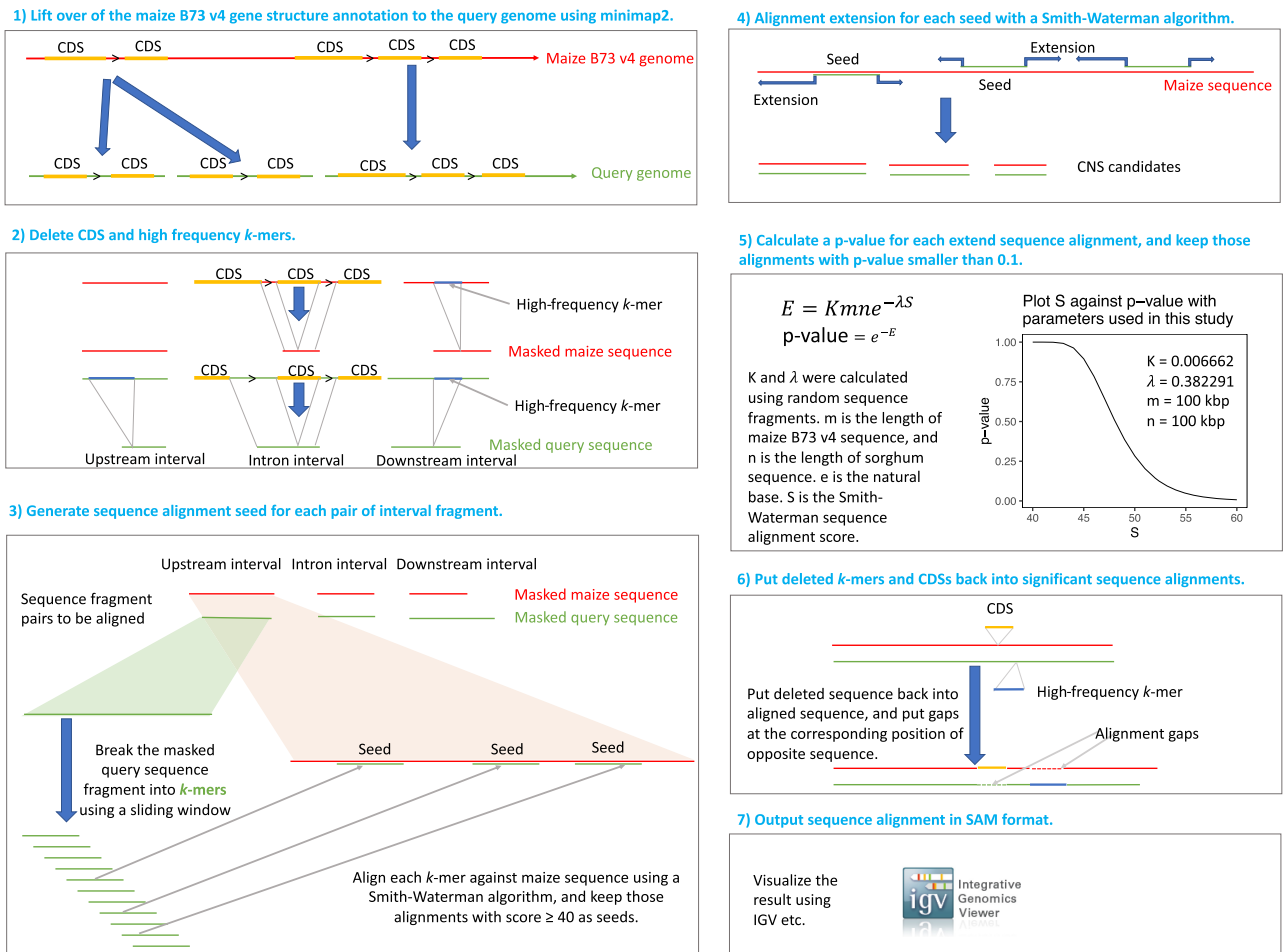 1) Lift over of the maize B73 v4 gene structure annotation to the query genome using minimap2.
CDS CDS CDS CDS CDS
Maize B73 v4 genome
CDS CDS CDS CDS CDS CDS CDS
Query genome
2) Delete CDS and high frequency k-mers.
CDS CDS CDS
High-frequency k-mer
Masked maize sequence
CDS CDS CDS
High-frequency k-mer
Masked query sequence
Upstream interval Intron interval Downstream interval
3) Generate sequence alignment seed for each pair of interval fragment.
Upstream interval Intron interval Downstream interval
Sequence fragment
pairs to be aligned
Masked maize sequence
Masked query sequence
Seed Seed Seed
Break the masked
query sequence
fragment into k-mers
using a sliding window
Align each k-mer against maize sequence using a
Smith-Waterman algorithm, and keep those
alignments with score ≥ 40 as seeds.
4) Alignment extension for each seed with a Smith-Waterman algorithm.
Extension
Seed
Seed
Maize sequence
Extension
CNS candidates
5) Calculate a p-value for each extend sequence alignment, and keep those
alignments with p-value smaller than 0.1.
E = Kmne^{-λS}
p-value = e^{-E}
K and λ were calculated
using random sequence
fragments. m is the length of
maize B73 v4 sequence, and
n is the length of sorghum
sequence. e is the natural
base. S is the Smith-
Waterman sequence
alignment score.
Plot S against p−value with
parameters used in this study
K = 0.006662
λ = 0.382291
m = 100 kbp
n = 100 kbp
p−value
1.00
0.75
0.50
0.25
0.00
40 45 50 55 60
S
6) Put deleted k-mers and CDSs back into significant sequence alignments.
CDS
High-frequency k-mer
Put deleted sequence back into
aligned sequence, and put gaps
at the corresponding position of
opposite sequence.
Alignment gaps
7) Output sequence alignment in SAM format.
Visualize the
result using
IGV etc.
igv
Integrative
Genomics
Viewer